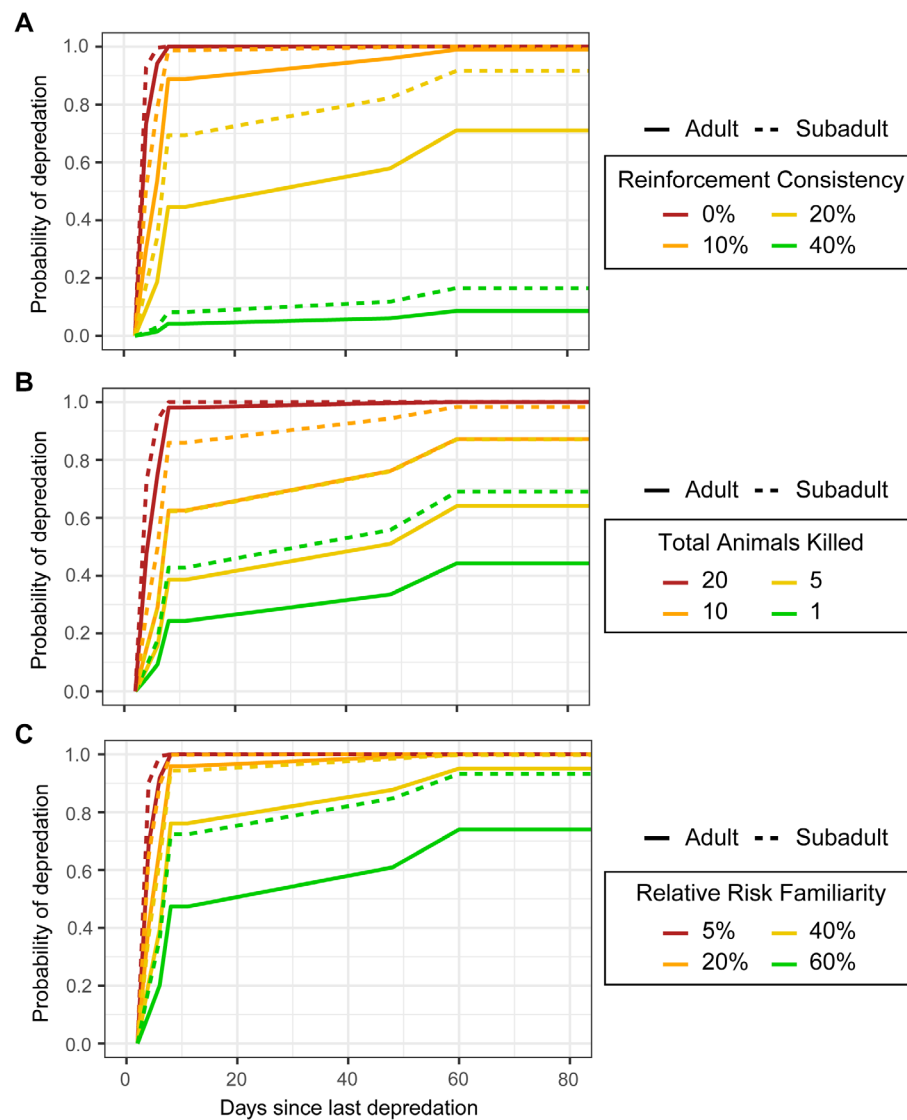 A
Probability of depredation
1.0
0.8
0.6
0.4
0.2
0.0
Adult Subadult
Reinforcement Consistency
0% 20%
10% 40%
B
Probability of depredation
1.0
0.8
0.6
0.4
0.2
0.0
Adult Subadult
Total Animals Killed
20 5
10 1
C
Probability of depredation
1.0
0.8
0.6
0.4
0.2
0.0
0 20 40 60 80
Days since last depredation
Adult Subadult
Relative Risk Familiarity
5% 40%
20% 60%